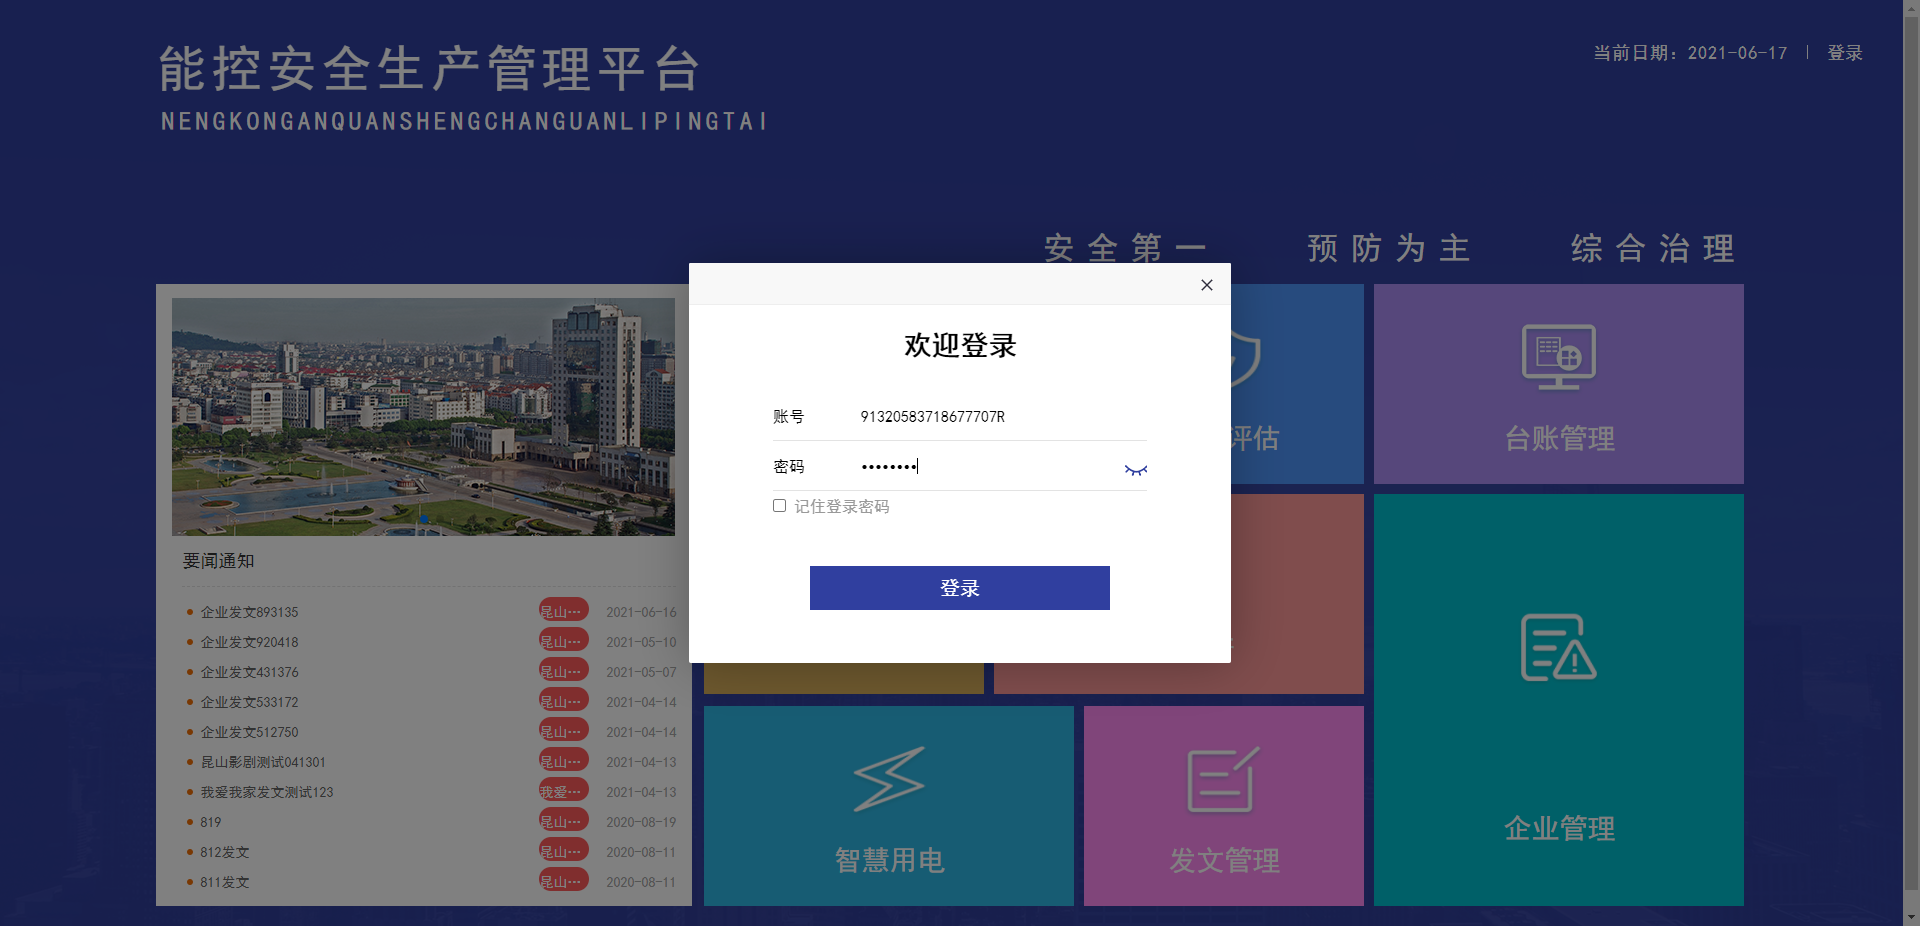 能控安全生产管理平台
NENGKONGANQUANSHENGCHANGUANLIPINGTAI
当前日期：2021-06-17
登录
安全第一 预防为主 综合治理
欢迎登录
账号 91320583718677707R
密码 ••••••••
记住登录密码
登录
要闻通知
企业发文893135 昆山… 2021-06-16
企业发文920418 昆山… 2021-05-10
企业发文431376 昆山… 2021-05-07
企业发文533172 昆山… 2021-04-14
企业发文512750 昆山… 2021-04-14
昆山影剧测试041301 昆山… 2021-04-13
我爱我家发文测试123 我爱… 2021-04-13
819 昆山… 2020-08-19
812发文 昆山… 2020-08-11
811发文 昆山… 2020-08-11
评估
台账管理
智慧用电
发文管理
企业管理